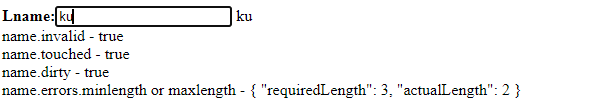 Lname: ku ku
name.invalid - true
name.touched - true
name.dirty - true
name.errors.minlength or maxlength - { "requiredLength": 3, "actualLength": 2 }